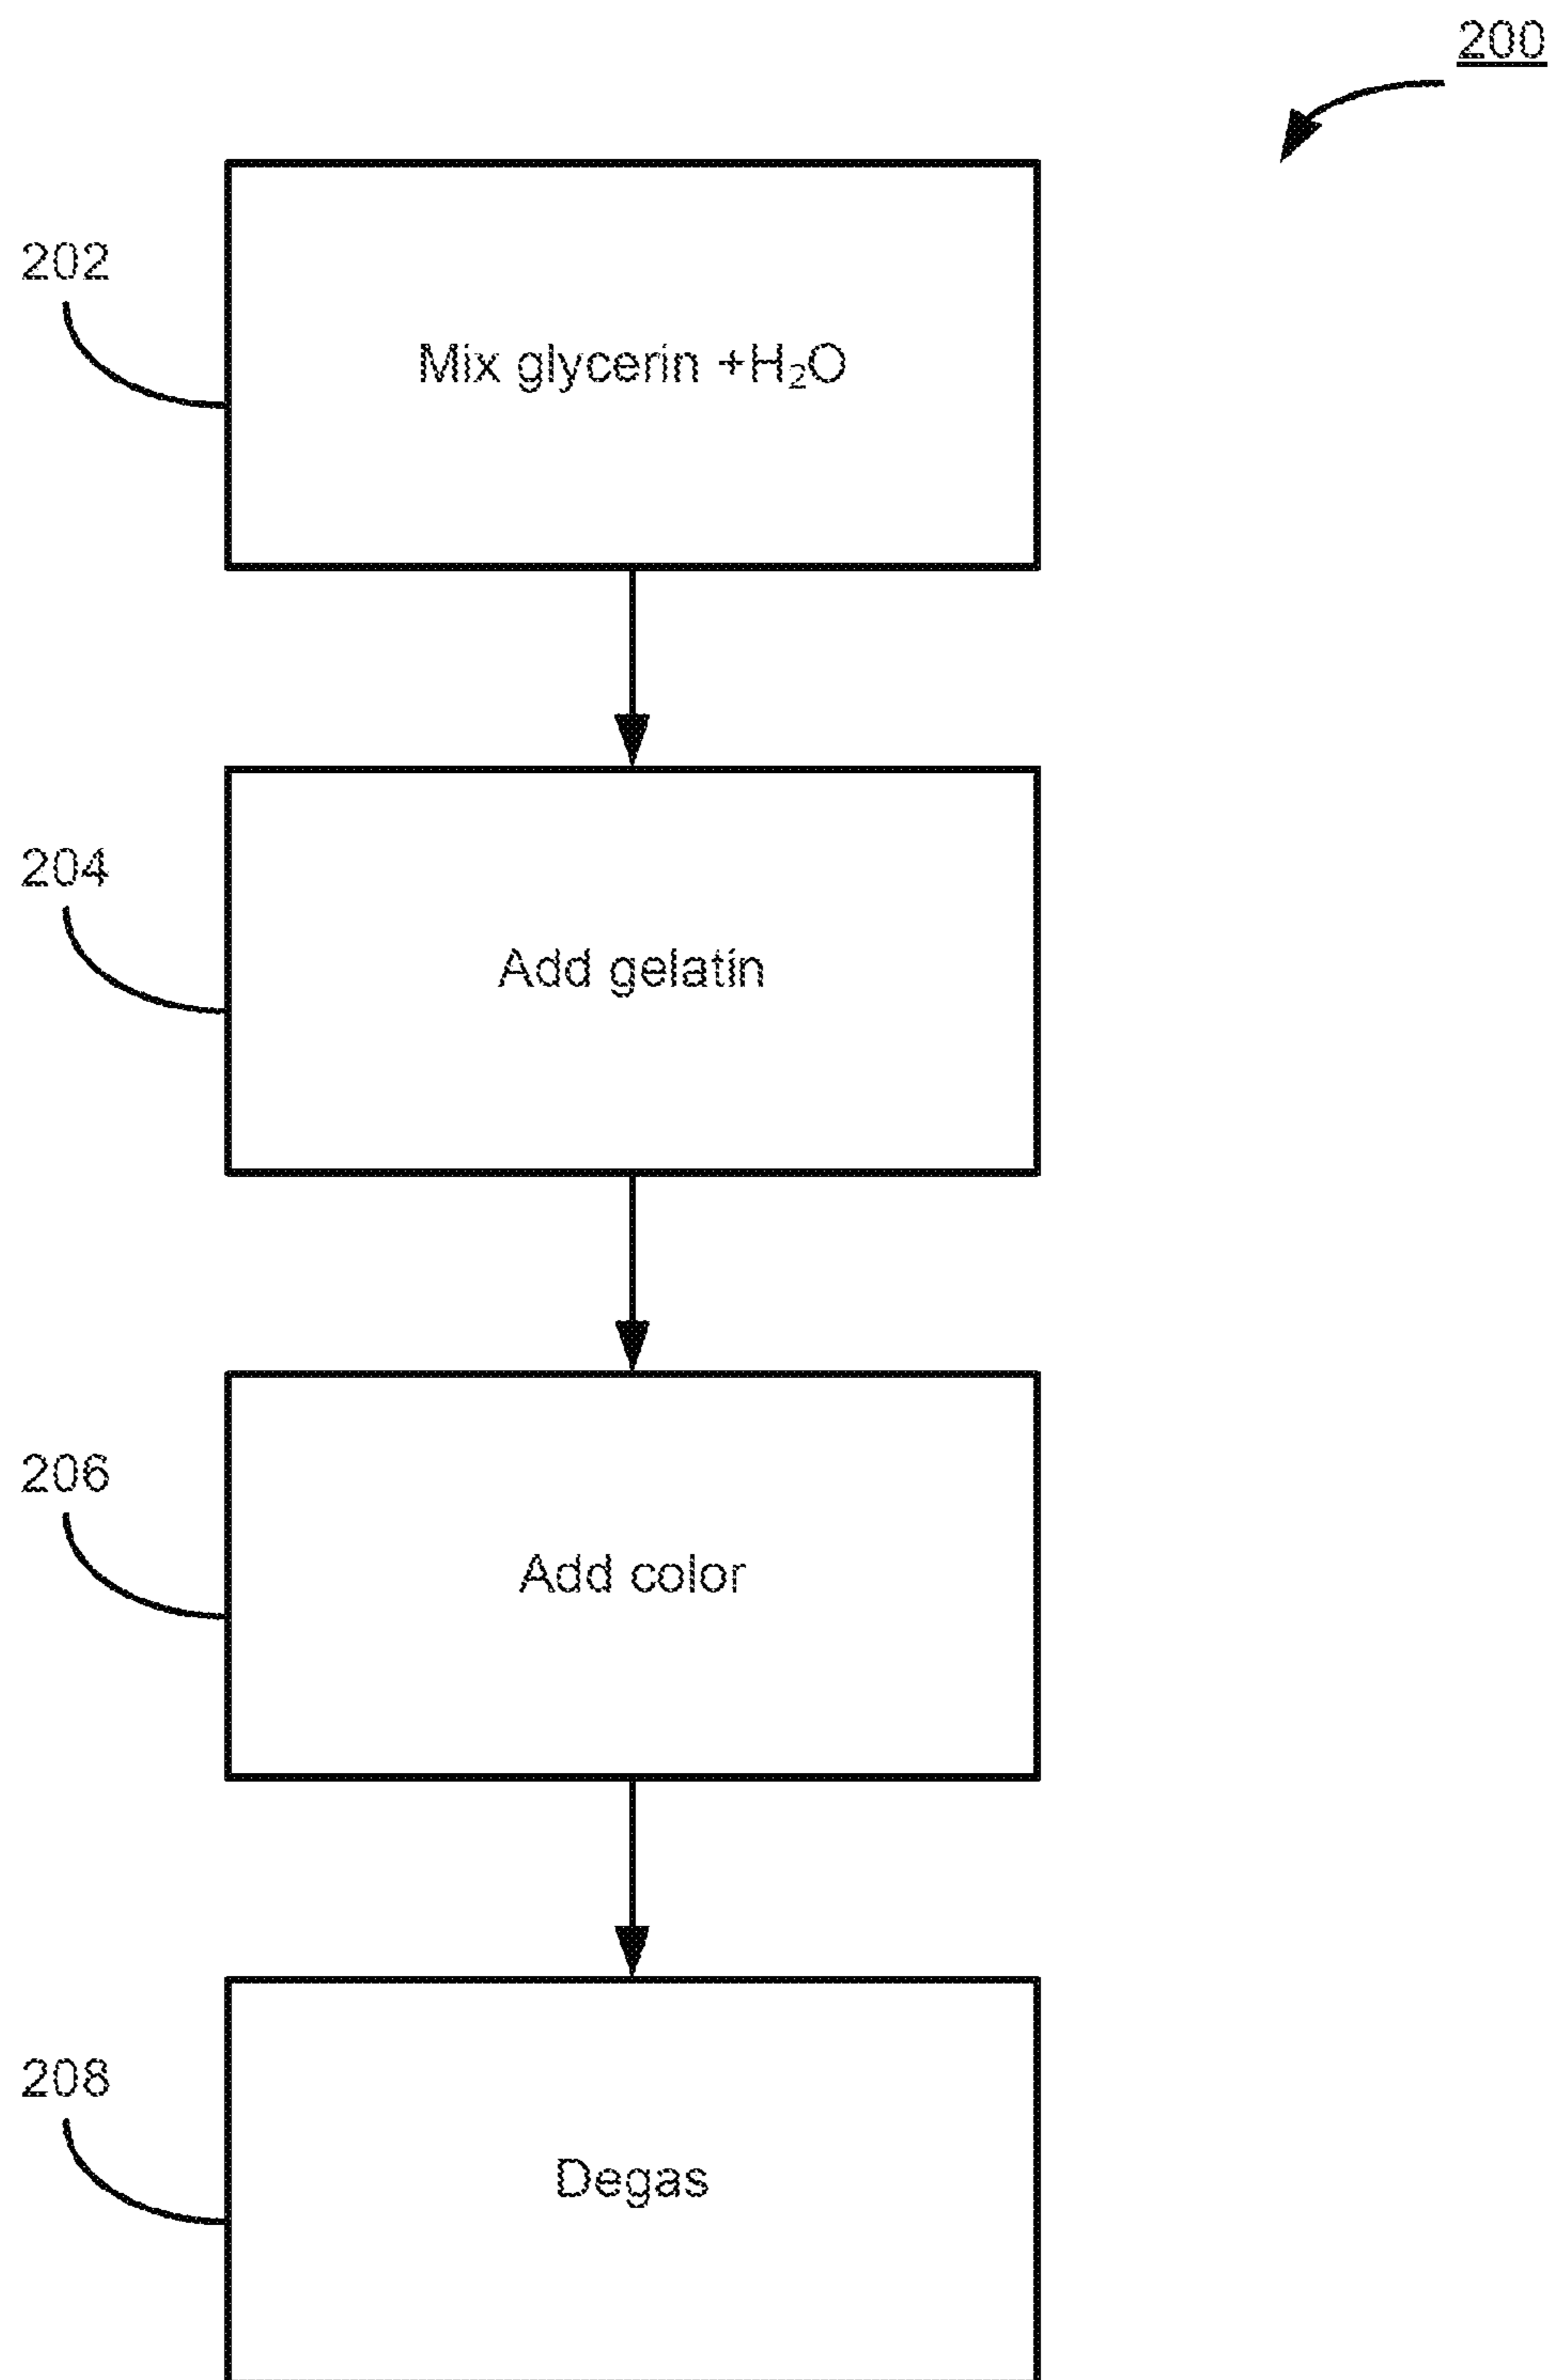 200
202
Mix glycerin +H₂O
204
Add gelatin
206
Add color
208
Degas